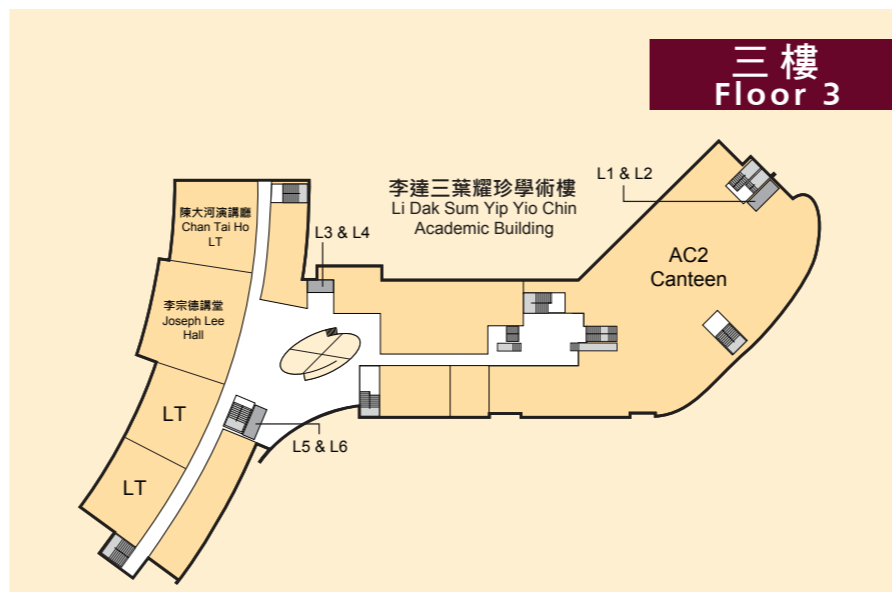 三樓
Floor 3
李達三葉耀珍學術樓
Li Dak Sum Yip Yio Chin
Academic Building
L1 & L2
陳大河演講廳
Chan Tai Ho
LT
L3 & L4
AC2
Canteen
李宗德講堂
Joseph Lee
Hall
LT
L5 & L6
LT